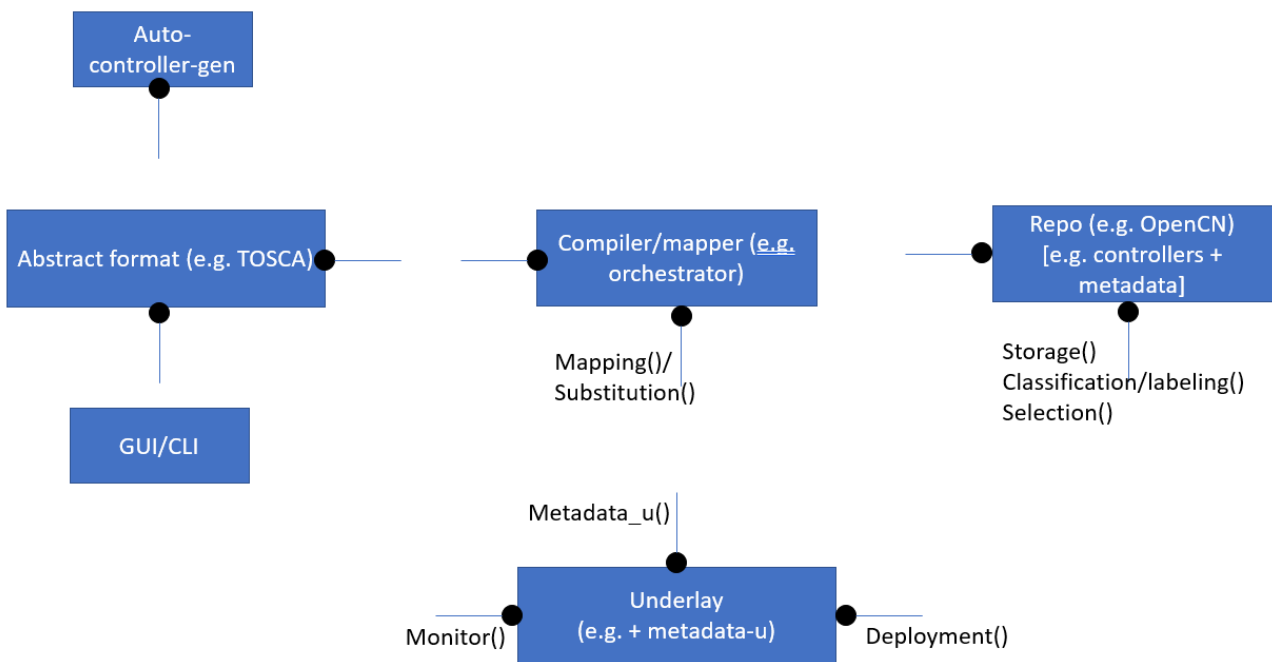 Auto-
controller-gen
Abstract format (e.g. TOSCA)
Compiler/mapper (e.g.
orchestrator)
Repo (e.g. OpenCN)
[e.g. controllers +
metadata]
Mapping()/
Substitution()
Storage()
Classification/labeling()
Selection()
GUI/CLI
Metadata_u()
Underlay
(e.g. + metadata-u)
Monitor()
Deployment()